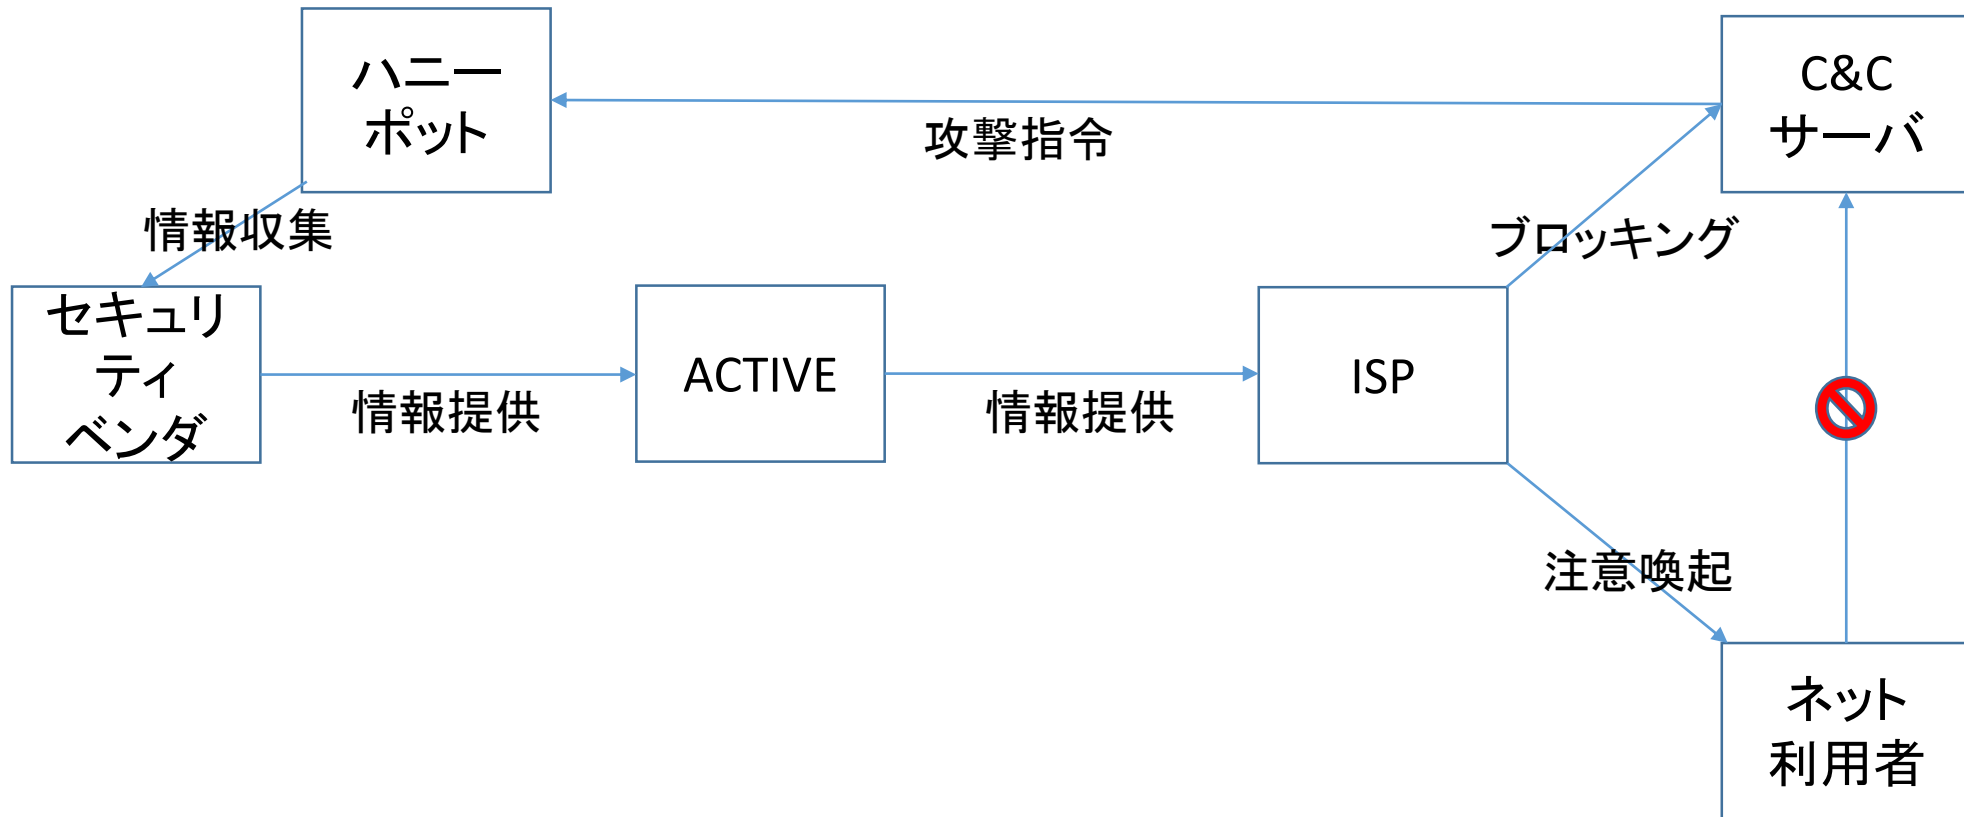 ハニー
ポット
C&C
サーバ
攻撃指令
情報収集
ブロッキング
セキュリ
ティ
ベンダ
ACTIVE
ISP
情報提供
情報提供
注意喚起
ネット
利用者